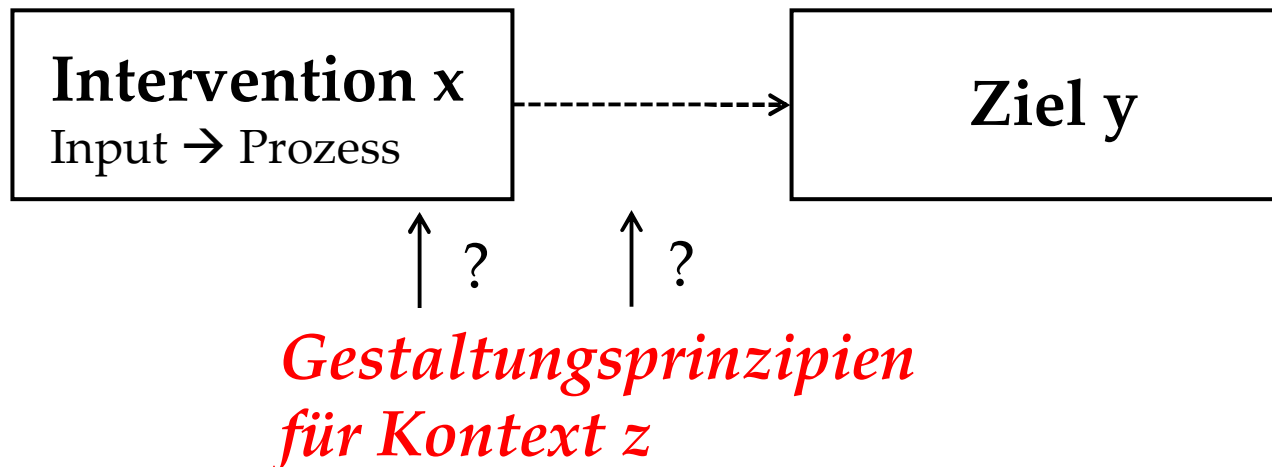 Intervention x
Input → Prozess
Ziel y
?
?
Gestaltungsprinzipien
für Kontext z